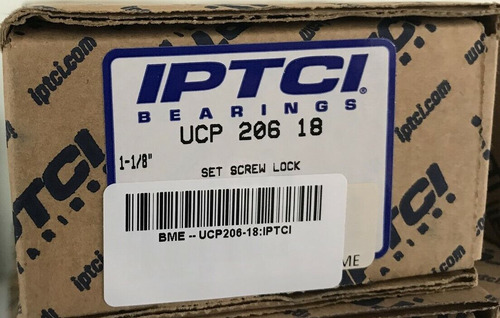 iptci.com
IPTCI
BEARINGS
UCP 206 18
1-1/8"
SET SCREW LOCK
BME -- UCP206-18:IPTCI
ME
IPTCI
iptci.com
IPTCI
iptci.com